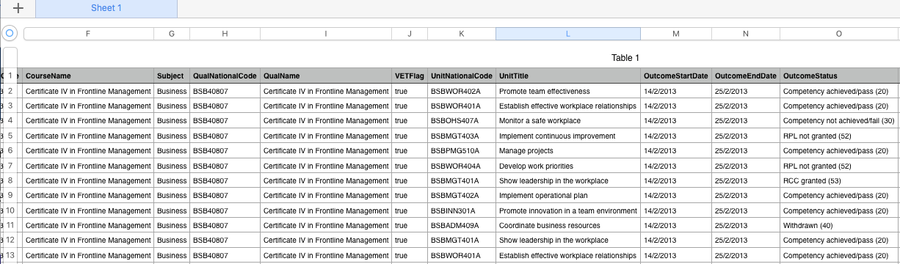 Sheet 1
F G H I J K L M N O
Table 1
1 CourseName Subject QualNationalCode QualName VETFlag UnitNationalCode UnitTitle OutcomeStartDate OutcomeEndDate OutcomeStatus
2 Certificate IV in Frontline Management Business BSB40807 Certificate IV in Frontline Management true BSBWOR402A Promote team effectiveness 14/2/2013 25/2/2013 Competency achieved/pass (20)
3 Certificate IV in Frontline Management Business BSB40807 Certificate IV in Frontline Management true BSBWOR401A Establish effective workplace relationships 14/2/2013 25/2/2013 Competency achieved/pass (20)
4 Certificate IV in Frontline Management Business BSB40807 Certificate IV in Frontline Management true BSBOHS407A Monitor a safe workplace 14/2/2013 25/2/2013 Competency not achieved/fail (30)
5 Certificate IV in Frontline Management Business BSB40807 Certificate IV in Frontline Management true BSBMGT403A Implement continuous improvement 14/2/2013 25/2/2013 RPL not granted (52)
6 Certificate IV in Frontline Management Business BSB40807 Certificate IV in Frontline Management true BSBPMG510A Manage projects 14/2/2013 25/2/2013 Competency achieved/pass (20)
7 Certificate IV in Frontline Management Business BSB40807 Certificate IV in Frontline Management true BSBWOR404A Develop work priorities 14/2/2013 25/2/2013 RPL not granted (52)
8 Certificate IV in Frontline Management Business BSB40807 Certificate IV in Frontline Management true BSBMGT401A Show leadership in the workplace 14/2/2013 25/2/2013 RCC granted (53)
9 Certificate IV in Frontline Management Business BSB40807 Certificate IV in Frontline Management true BSBMGT402A Implement operational plan 14/2/2013 25/2/2013 Competency achieved/pass (20)
10 Certificate IV in Frontline Management Business BSB40807 Certificate IV in Frontline Management true BSBINN301A Promote innovation in a team environment 14/2/2013 25/2/2013 Competency achieved/pass (20)
11 Certificate IV in Frontline Management Business BSB40807 Certificate IV in Frontline Management true BSBADM409A Coordinate business resources 14/2/2013 25/2/2013 Withdrawn (40)
12 Certificate IV in Frontline Management Business BSB40807 Certificate IV in Frontline Management true BSBMGT401A Show leadership in the workplace 14/2/2013 25/2/2013 Competency achieved/pass (20)
13 Certificate IV in Frontline Management Business BSB40807 Certificate IV in Frontline Management true BSBWOR401A Establish effective workplace relationships 14/2/2013 25/2/2013 Competency achieved/pass (20)